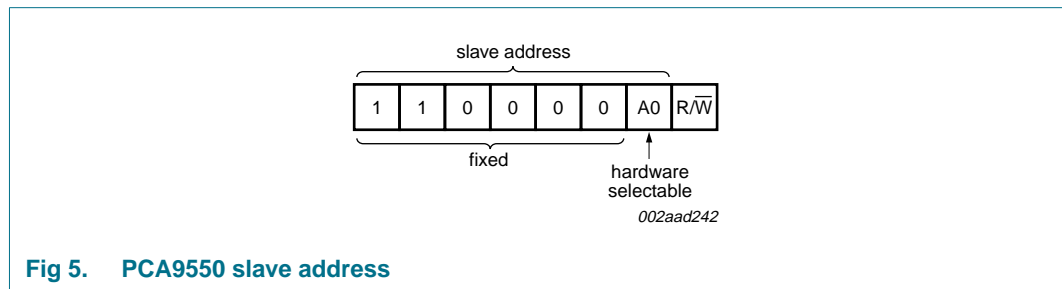 slave address
1 1 0 0 0 0 A0 R/W̅
fixed
hardware
selectable
002aad242
Fig 5. PCA9550 slave address